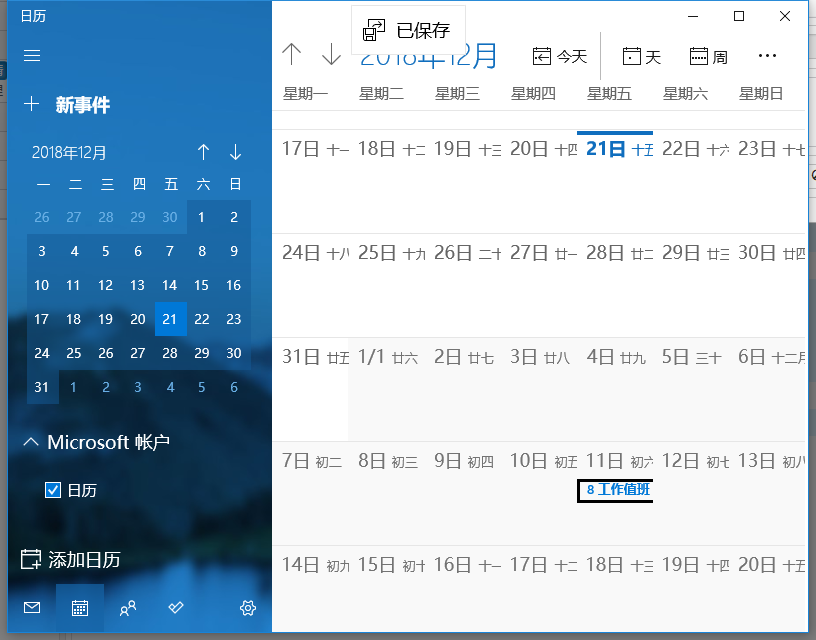 日历
已保存
新事件
2018年12月
一 二 三 四 五 六 日
26 27 28 29 30 1 2
3 4 5 6 7 8 9
10 11 12 13 14 15 16
17 18 19 20 21 22 23
24 25 26 27 28 29 30
31 1 2 3 4 5 6
Microsoft 帐户
日历
添加日历
2018年12月 今天 天 周
星期一 星期二 星期三 星期四 星期五 星期六 星期日
17日 十一 18日 十二 19日 十三 20日 十四 21日 十五 22日 十六 23日 十七
24日 十八 25日 十九 26日 二十 27日 廿一 28日 廿二 29日 廿三 30日 廿四
31日 廿五 1/1 廿六 2日 廿七 3日 廿八 4日 廿九 5日 三十 6日 十二月
7日 初二 8日 初三 9日 初四 10日 初五 11日 初六 12日 初七 13日 初八
8 工作值班
14日 初九 15日 初十 16日 十一 17日 十二 18日 十三 19日 十四 20日 十五